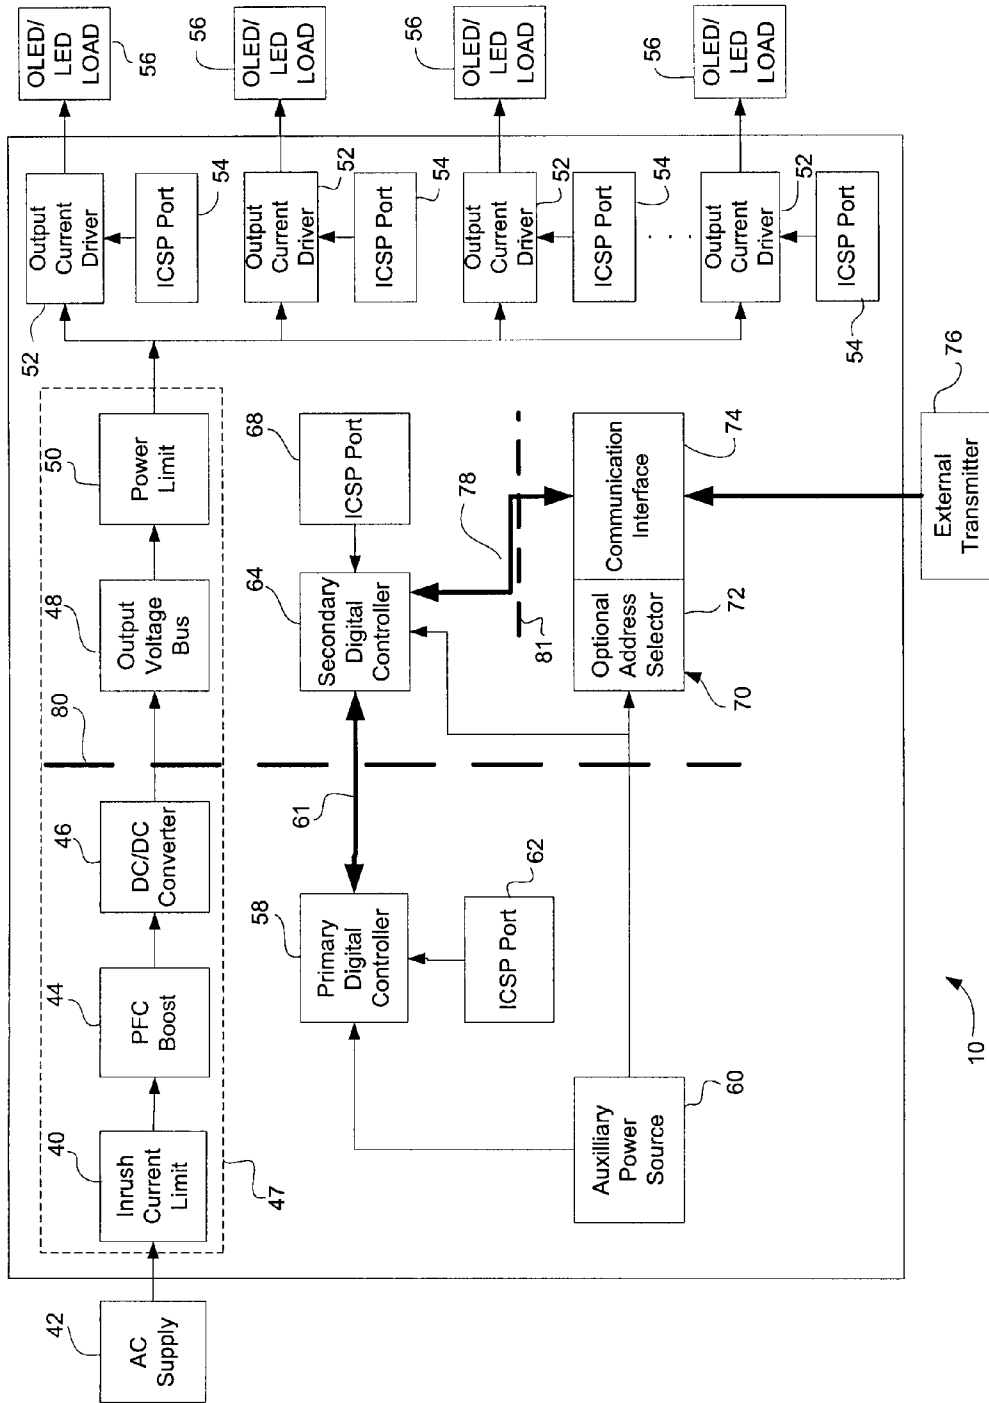 42
AC
Supply
40
Inrush
Current
Limit
44
PFC
Boost
46
DC/DC
Converter
47
80
48
Output
Voltage
Bus
50
Power
Limit
52
Output
Current
Driver
OLED/
LED
LOAD
56
ICSP Port
54
Output
Current
Driver
52
OLED/
LED
LOAD
56
ICSP Port
54
Output
Current
Driver
52
OLED/
LED
LOAD
56
ICSP Port
54
. . . . .
Output
Current
Driver
52
OLED/
LED
LOAD
56
ICSP Port
54
58
Primary
Digital
Controller
61
62
ICSP Port
64
Secondary
Digital
Controller
68
ICSP Port
78
81
60
Auxilliary
Power
Source
70
Optional
Address
Selector
72
Communication
Interface
74
76
External
Transmitter
10